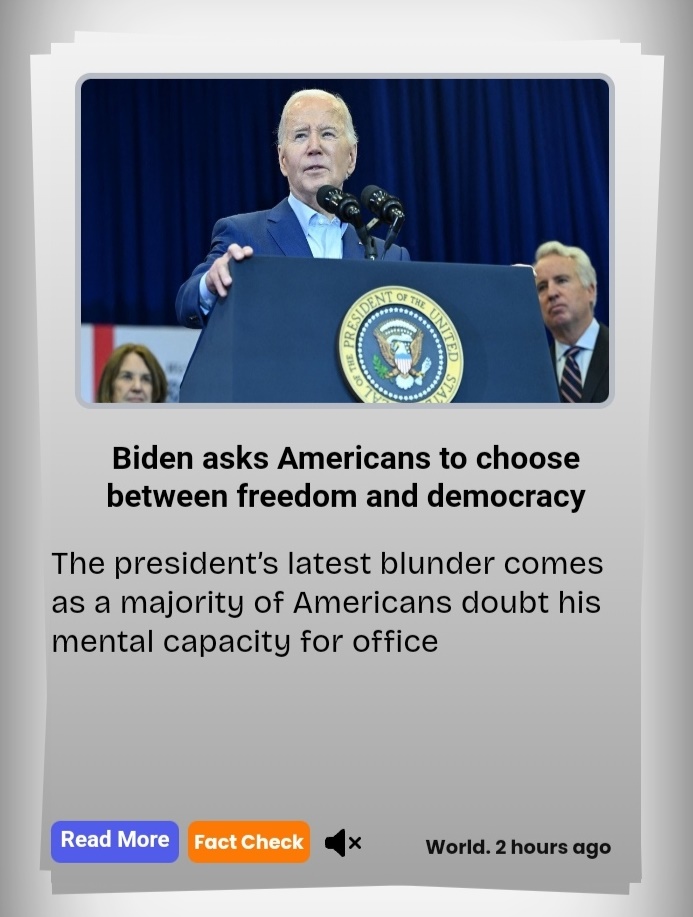 PRESIDENT OF THE UNITED
Biden asks Americans to choose
between freedom and democracy
The president's latest blunder comes
as a majority of Americans doubt his
mental capacity for office
Read More
Fact Check
World. 2 hours ago